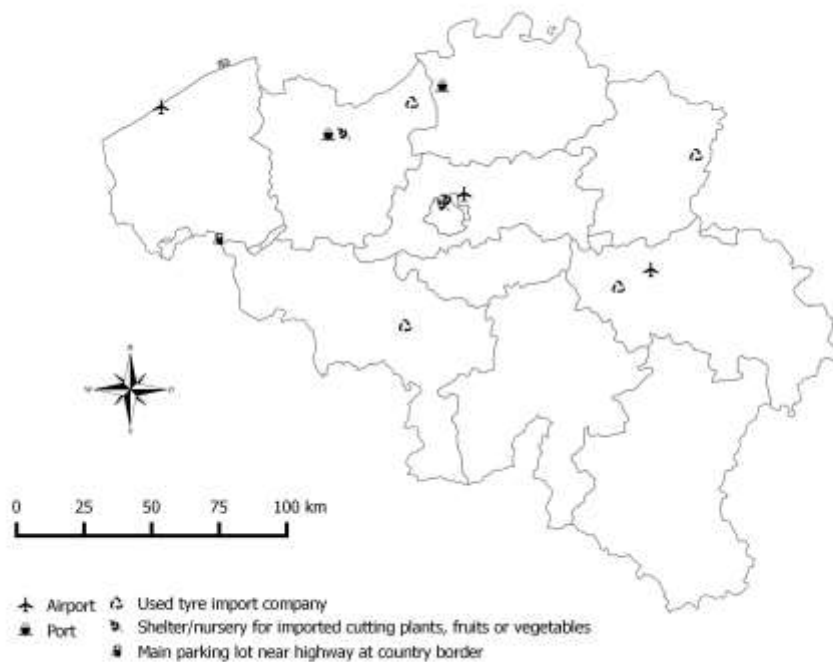 0 25 50 75 100 km
Airport Used tyre import company
Port Shelter/nursery for imported cutting plants, fruits or vegetables
Main parking lot near highway at country border